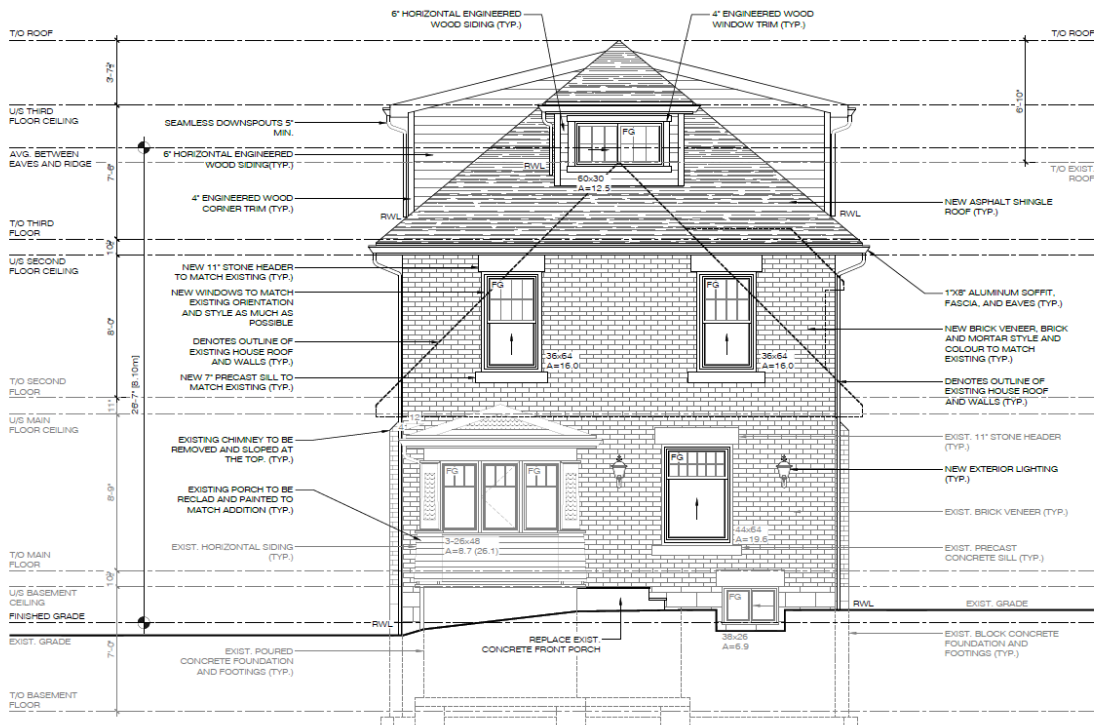 6" HORIZONTAL ENGINEERED
WOOD SIDING (TYP.)
4" ENGINEERED WOOD
WINDOW TRIM (TYP.)
T/O ROOF
T/O ROOF
3'-7½"
6'-10"
U/S THIRD
FLOOR CEILING
SEAMLESS DOWNSPOUTS 5"
MIN.
FG
AVG. BETWEEN
EAVES AND RIDGE
6" HORIZONTAL ENGINEERED
WOOD SIDING(TYP.)
RWL
T/O EXIST.
ROOF
7'-6"
60x30
A=12.5
4" ENGINEERED WOOD
CORNER TRIM (TYP.)
NEW ASPHALT SHINGLE
ROOF (TYP.)
RWL
RWL
T/O THIRD
FLOOR
10"
U/S SECOND
FLOOR CEILING
NEW 11" STONE HEADER
TO MATCH EXISTING (TYP.)
FG
FG
NEW WINDOWS TO MATCH
EXISTING ORIENTATION
AND STYLE AS MUCH AS
POSSIBLE
1"X8" ALUMINUM SOFFIT,
FASCIA, AND EAVES (TYP.)
8'-0"
NEW BRICK VENEER, BRICK
AND MORTAR STYLE AND
COLOUR TO MATCH
EXISTING (TYP.)
DENOTES OUTLINE OF
EXISTING HOUSE ROOF
AND WALLS (TYP.)
36x64
A=16.0
36x64
A=16.0
NEW 7" PRECAST SILL TO
MATCH EXISTING (TYP.)
T/O SECOND
FLOOR
DENOTES OUTLINE OF
EXISTING HOUSE ROOF
AND WALLS (TYP.)
26'-7" [8.10m]
11"
U/S MAIN
FLOOR CEILING
12
EXISTING CHIMNEY TO BE
REMOVED AND SLOPED AT
THE TOP. (TYP.)
EXIST. 11" STONE HEADER
(TYP.)
FG
FG
FG
NEW EXTERIOR LIGHTING
(TYP.)
8'-9"
EXISTING PORCH TO BE
RECLAD AND PAINTED TO
MATCH ADDITION (TYP.)
EXIST. BRICK VENEER (TYP.)
44x64
A=19.6
3-26x48
A=8.7 (26.1)
EXIST. HORIZONTAL SIDING
(TYP.)
EXIST. PRECAST
CONCRETE SILL (TYP.)
T/O MAIN
FLOOR
10"
U/S BASEMENT
CEILING
FG
FINISHED GRADE
RWL
RWL
EXIST. GRADE
EXIST. GRADE
REPLACE EXIST.
CONCRETE FRONT PORCH
38x26
A=6.9
EXIST. BLOCK CONCRETE
FOUNDATION AND
FOOTINGS (TYP.)
7'-0"
EXIST. POURED
CONCRETE FOUNDATION
AND FOOTINGS (TYP.)
T/O BASEMENT
FLOOR